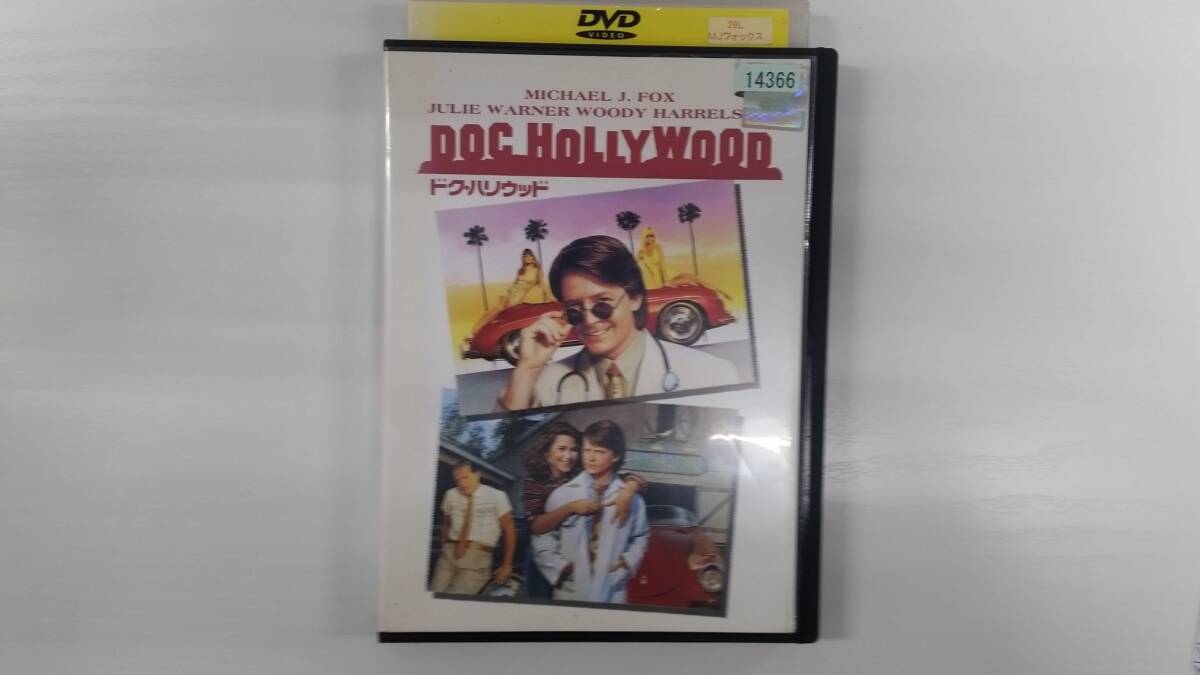 DVD
VIDEO
28L
MJフォックス
14366
MICHAEL J. FOX
JULIE WARNER WOODY HARRELS
DOC HOLLYWOOD
ドク・ハリウッド